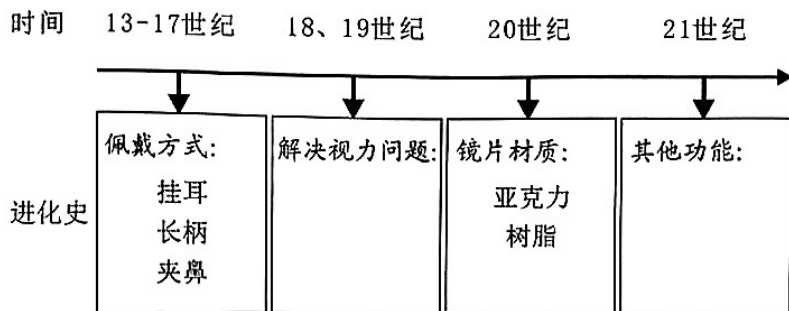 时间 13-17世纪 18、19世纪 20世纪 21世纪
佩戴方式: 解决视力问题: 镜片材质: 其他功能:
挂耳 亚克力
进化史 长柄 树脂
夹鼻